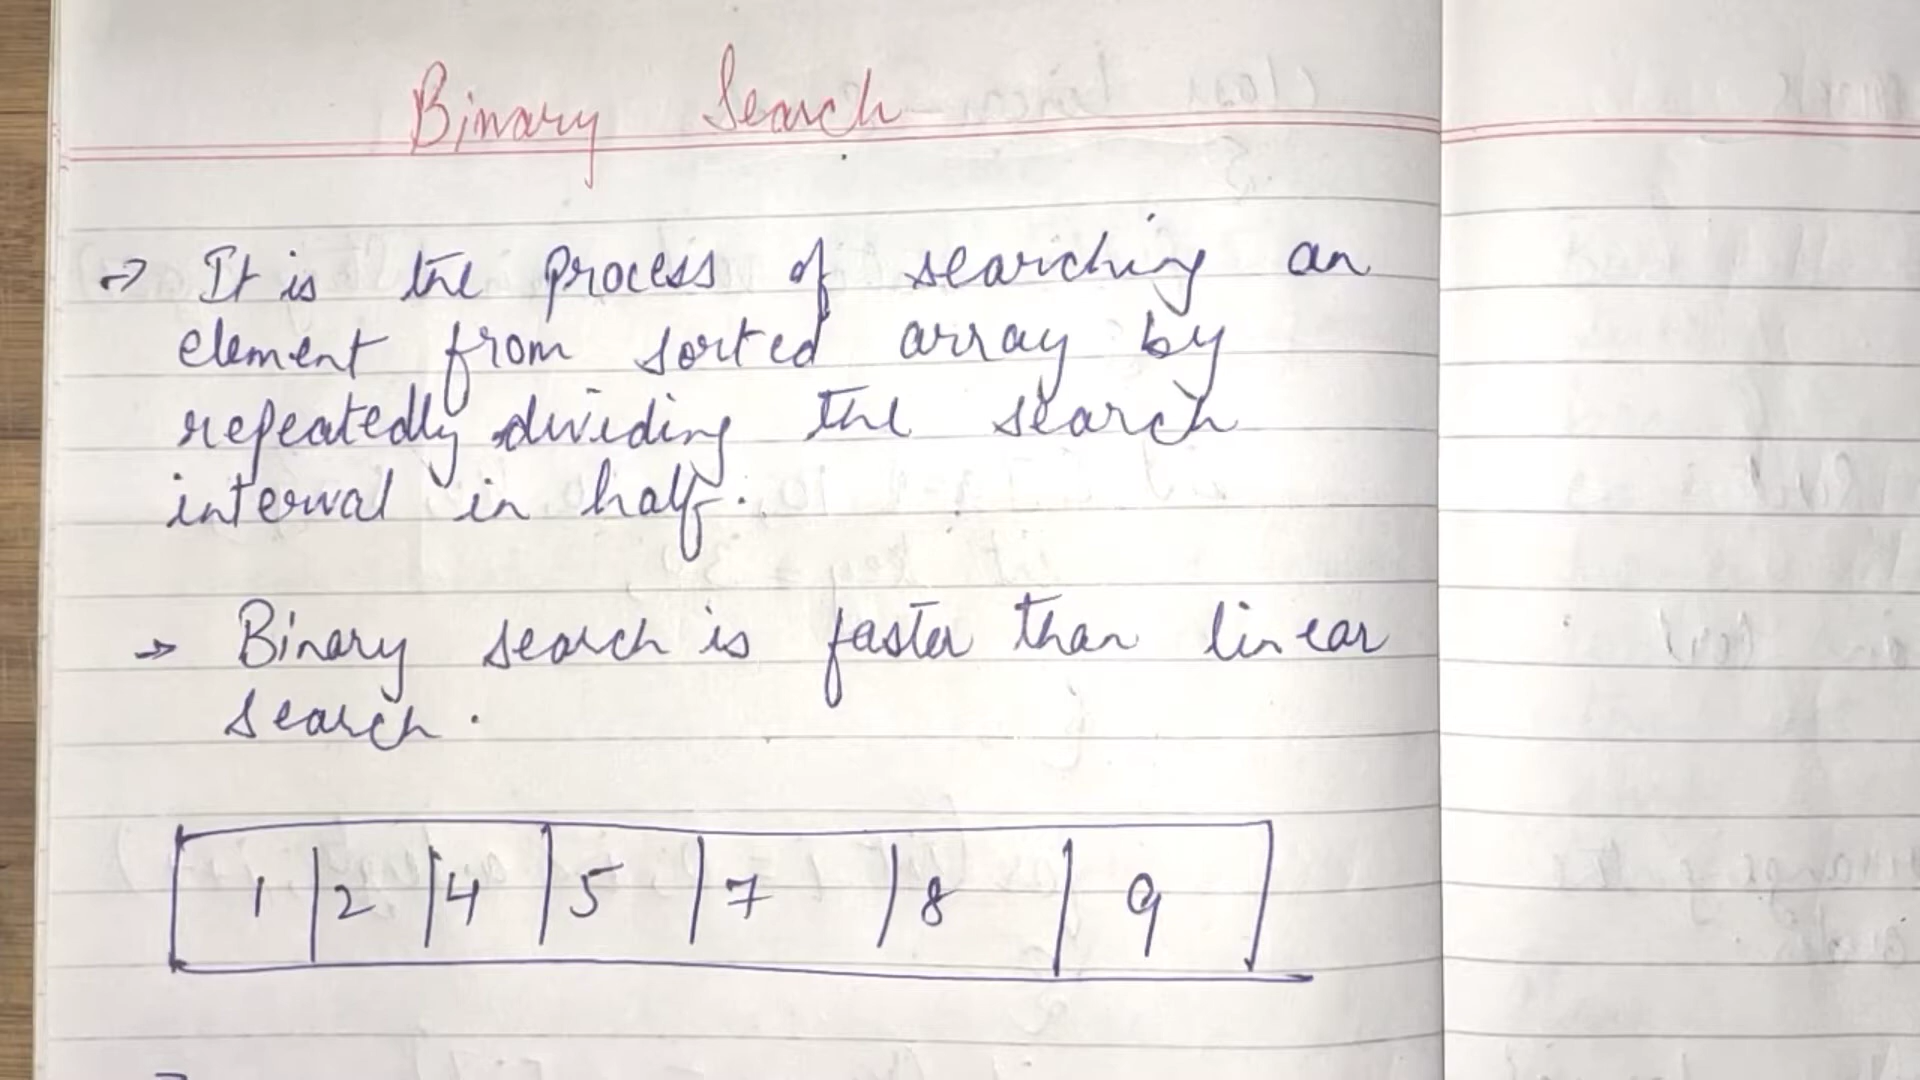 Binary Search
→ It is the process of searching an
element from sorted array by
repeatedly dividing the search
interval in half.
→ Binary search is faster than linear
search.
1 | 2 | 4 | 5 | 7 | 8 | 9